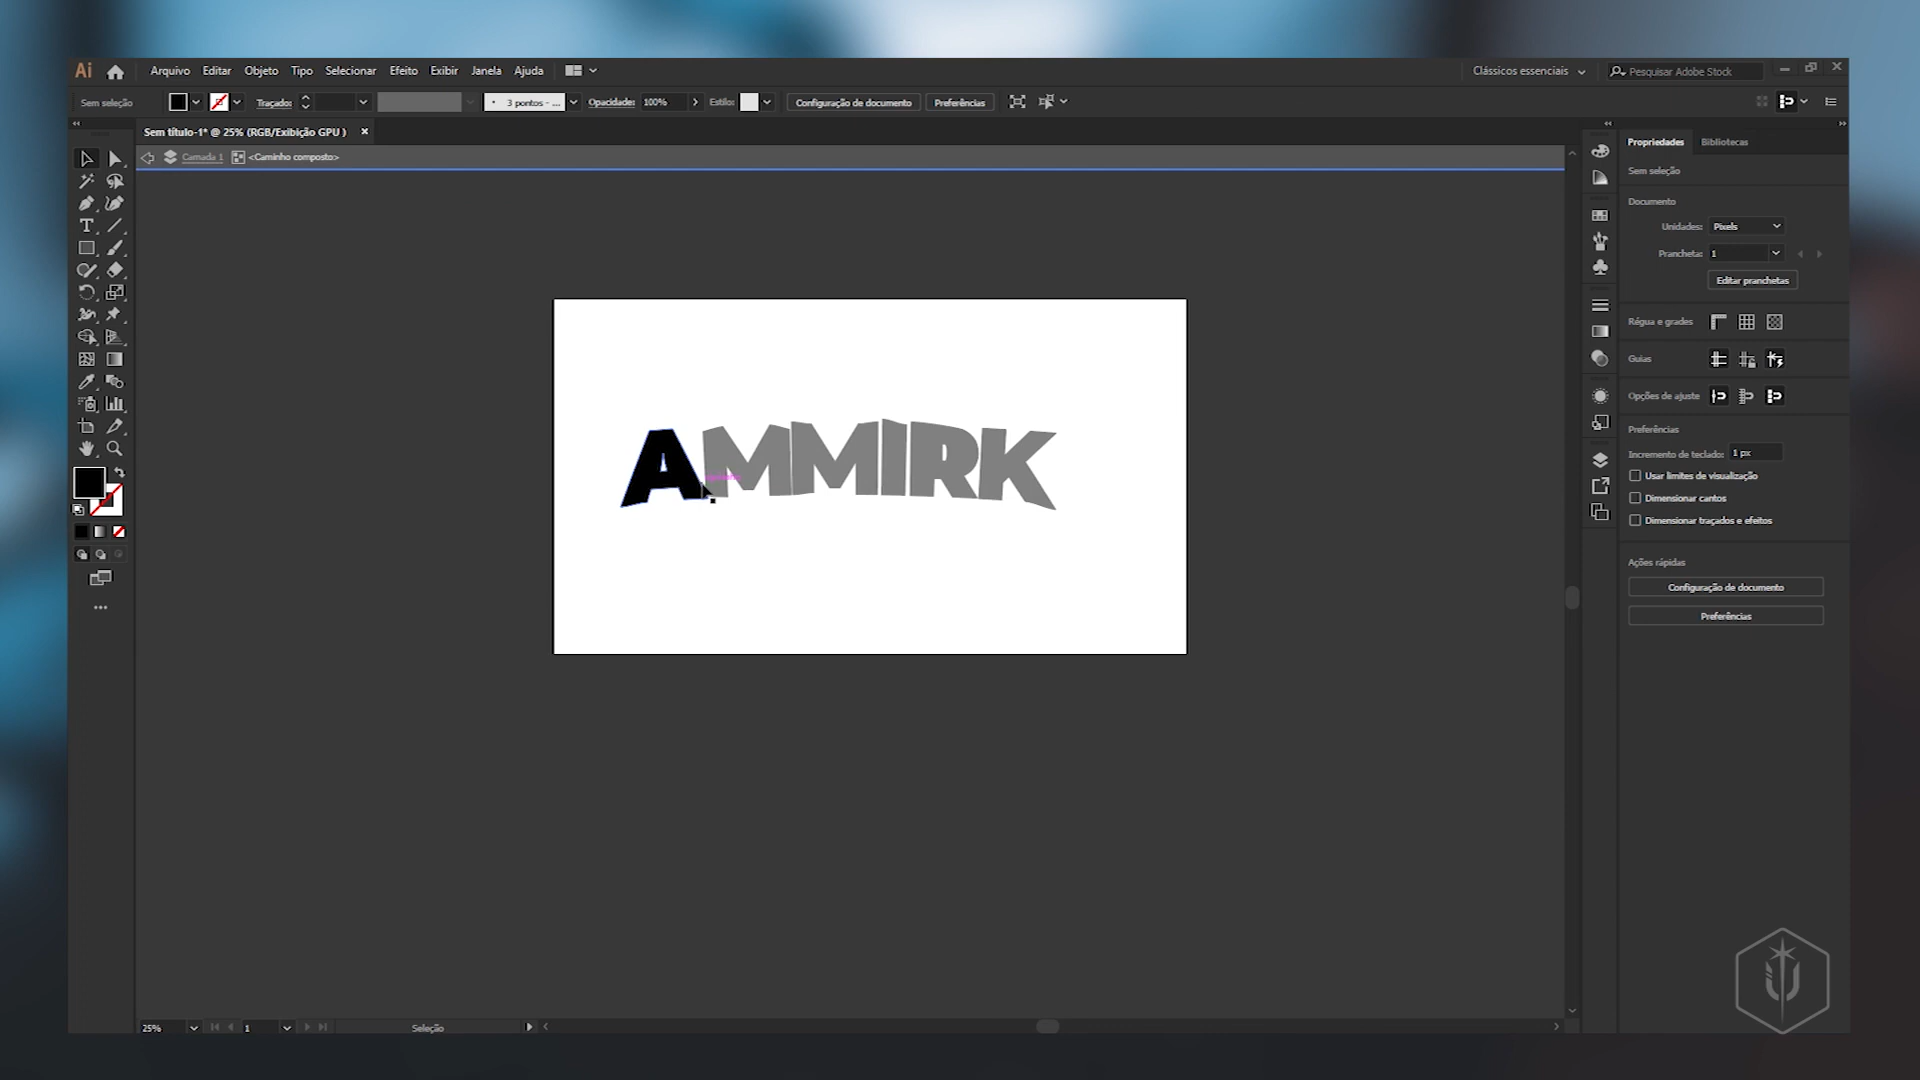 Ai Arquivo Editar Objeto Tipo Selecionar Efeito Exibir Janela Ajuda Clássicos essenciais Pesquisar Adobe Stock
Sem seleção Traçado: 3 pontos - ... Opacidade: 100% Estilo: Configuração de documento Preferências
Sem título-1* @ 25% (RGB/Exibição GPU )
Camada 1 <Caminho composto>
AMMIRK
25% 1 Seleção
Propriedades Bibliotecas
Sem seleção
Documento
Unidades: Pixels
Prancheta: 1
Editar pranchetas
Régua e grades
Guias
Opções de ajuste
Preferências
Incremento de teclado: 1 px
Usar limites de visualização
Dimensionar cantos
Dimensionar traçados e efeitos
Ações rápidas
Configuração de documento
Preferências